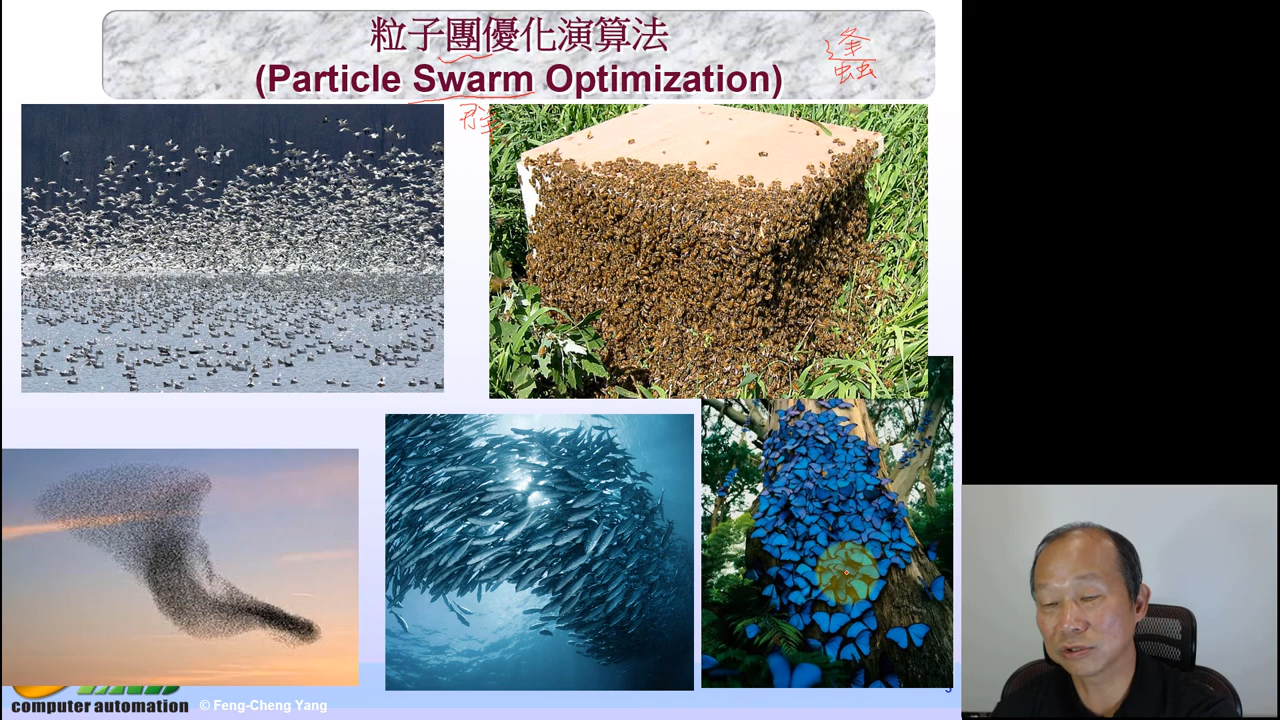 粒子團優化演算法
(Particle Swarm Optimization)
computer automation
© Feng-Cheng Yang